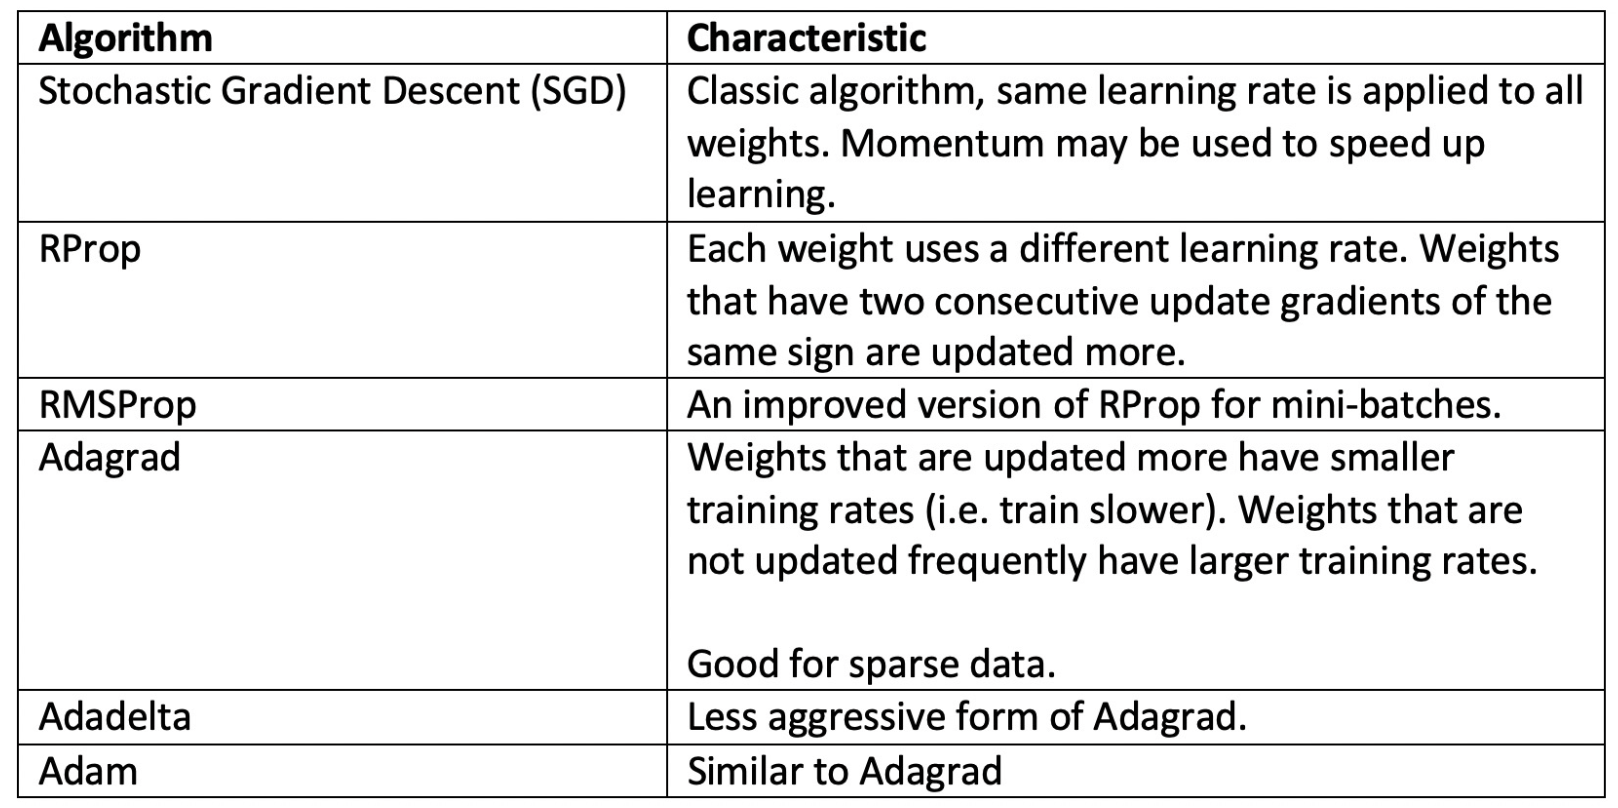 Algorithm
Characteristic
Stochastic Gradient Descent (SGD)
Classic algorithm, same learning rate is applied to all
weights. Momentum may be used to speed up
learning.
RProp
Each weight uses a different learning rate. Weights
that have two consecutive update gradients of the
same sign are updated more.
RMSProp
An improved version of RProp for mini-batches.
Adagrad
Weights that are updated more have smaller
training rates (i.e. train slower). Weights that are
not updated frequently have larger training rates.
Good for sparse data.
Adadelta
Less aggressive form of Adagrad.
Adam
Similar to Adagrad